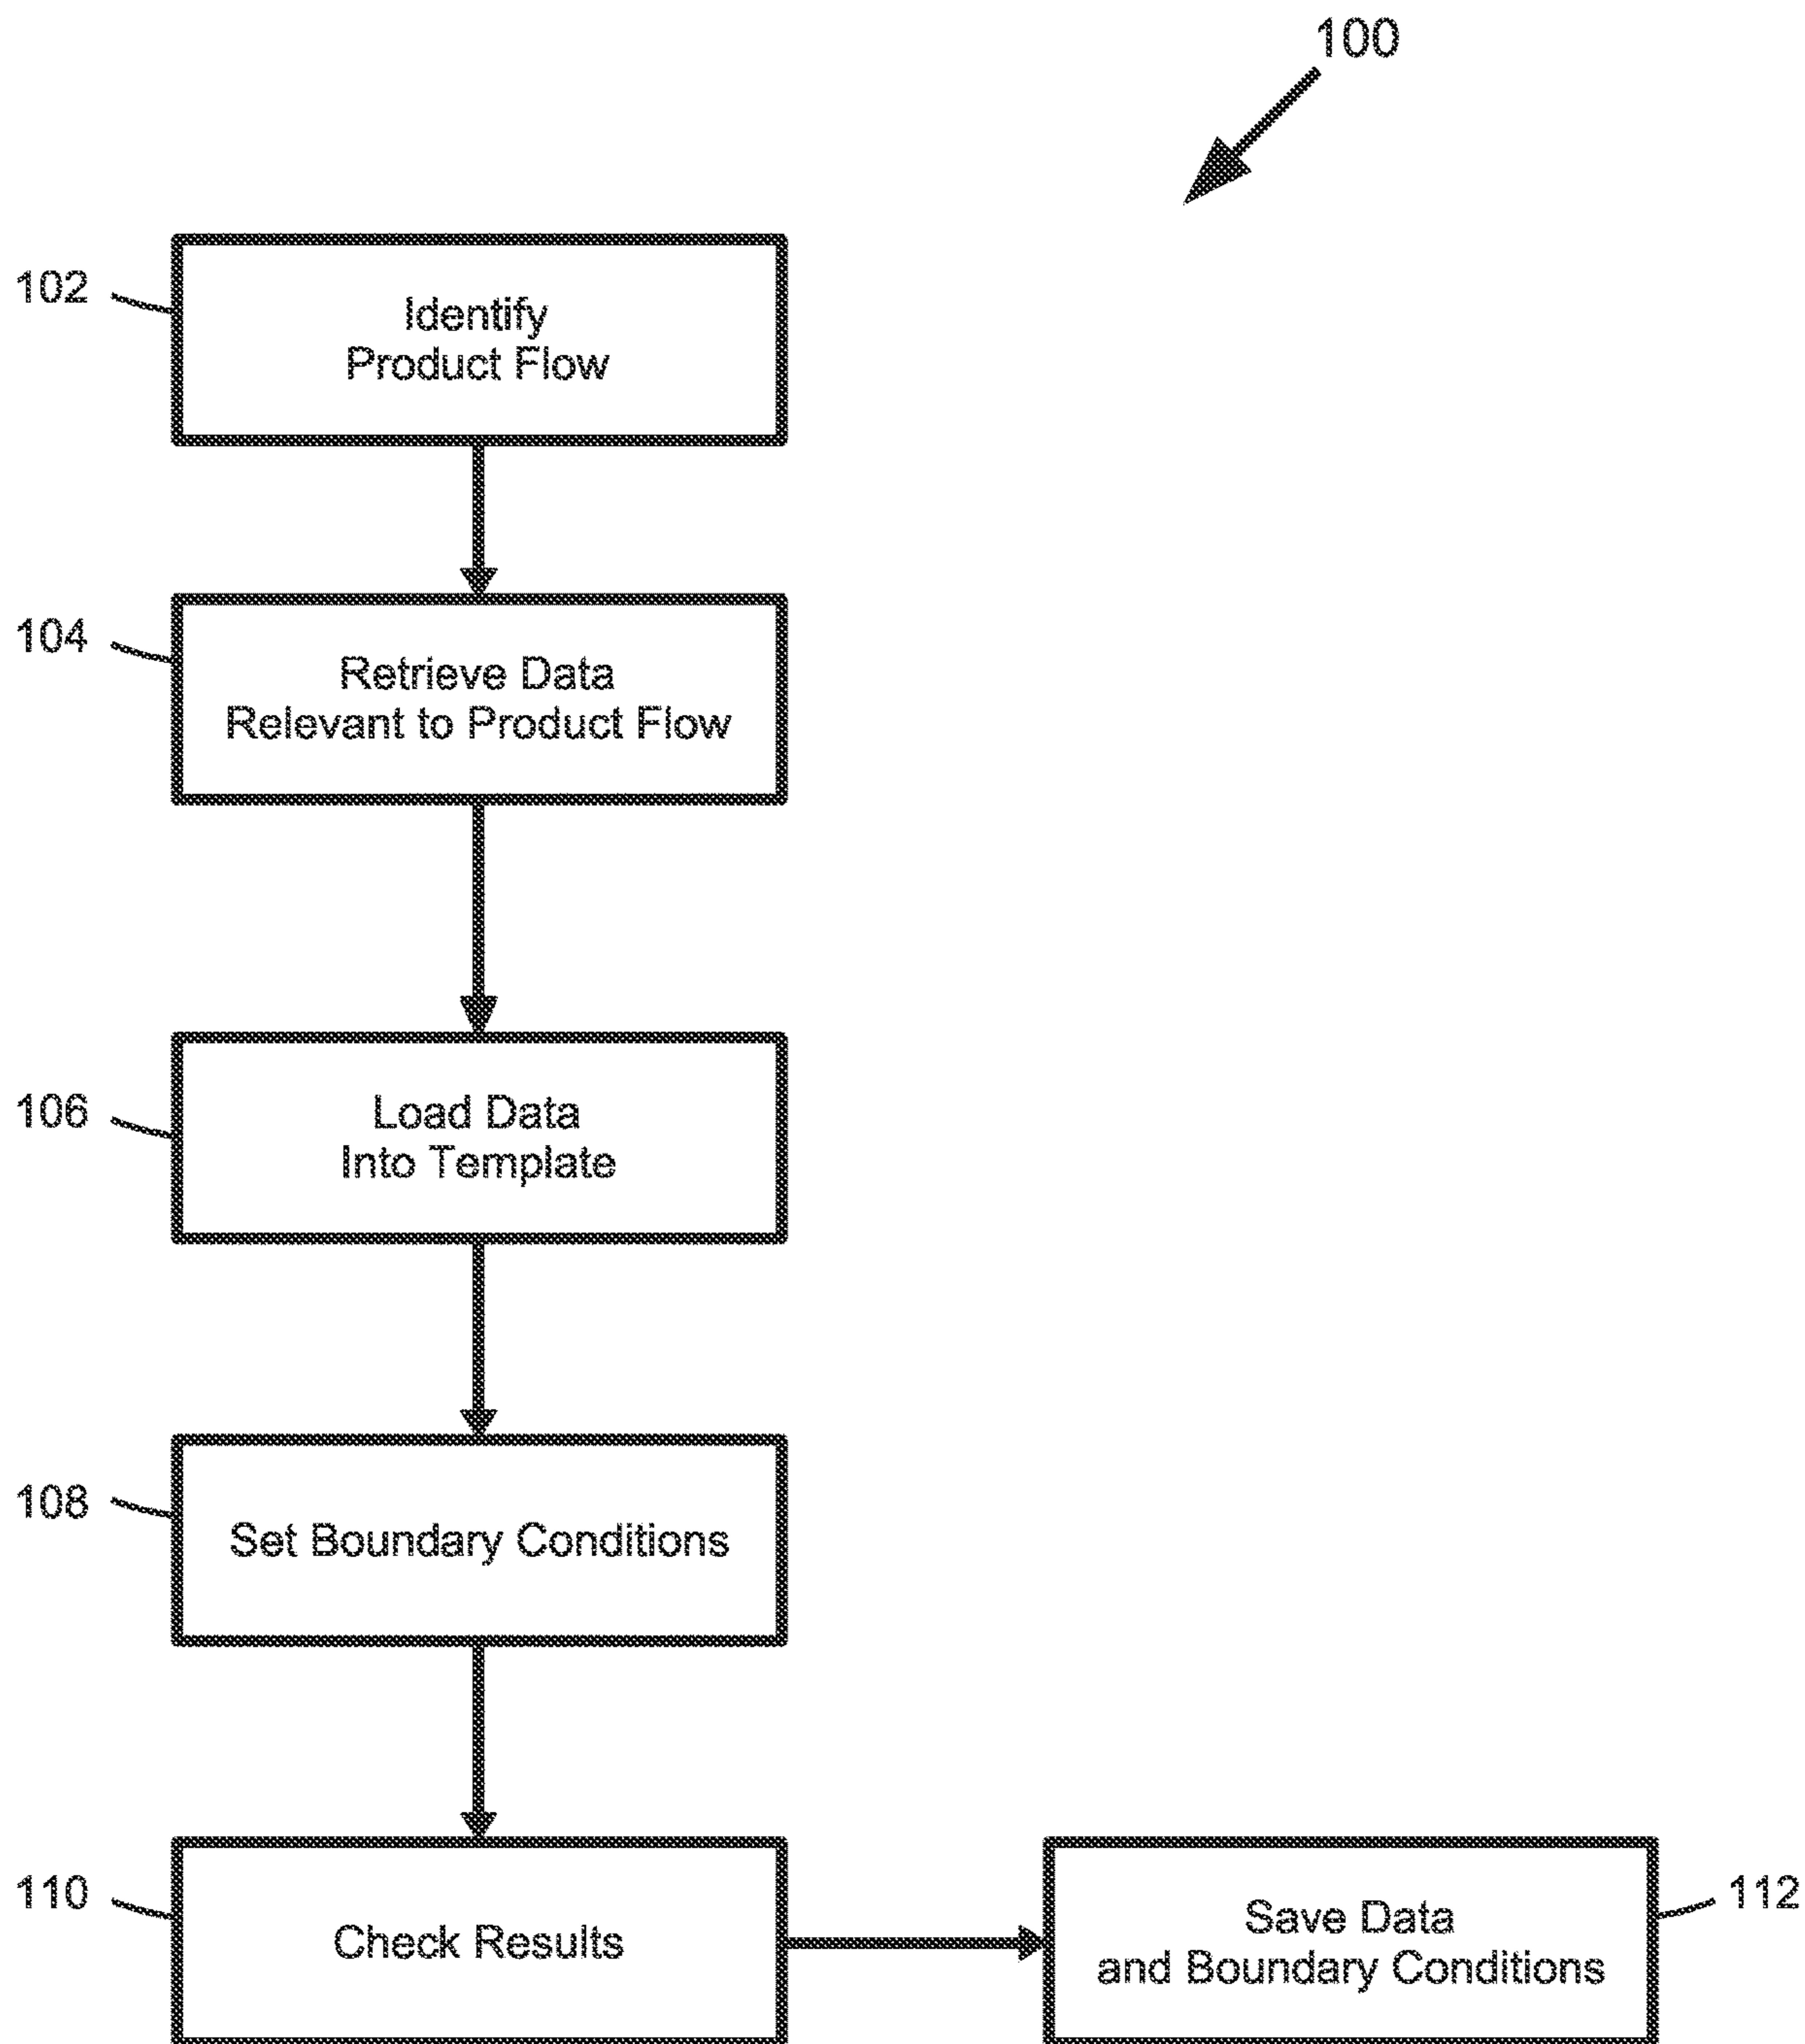 100
102
Identify
Product Flow
104
Retrieve Data
Relevant to Product Flow
106
Load Data
Into Template
108
Set Boundary Conditions
110
Check Results
Save Data
and Boundary Conditions
112